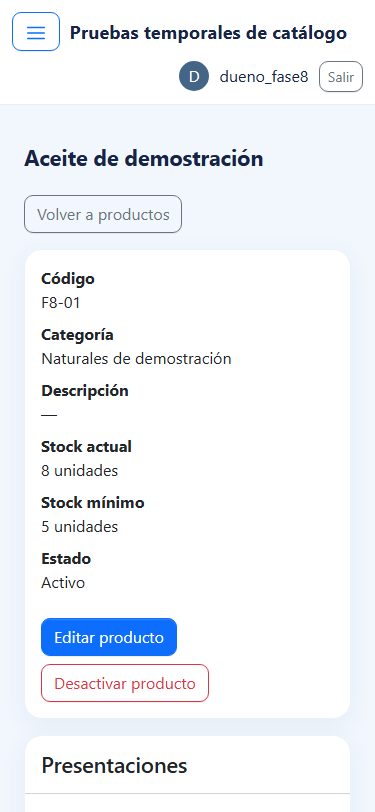 Pruebas temporales de catálogo
D dueno_fase8 Salir
Aceite de demostración
Volver a productos
Código
F8-01
Categoría
Naturales de demostración
Descripción
—
Stock actual
8 unidades
Stock mínimo
5 unidades
Estado
Activo
Editar producto
Desactivar producto
Presentaciones